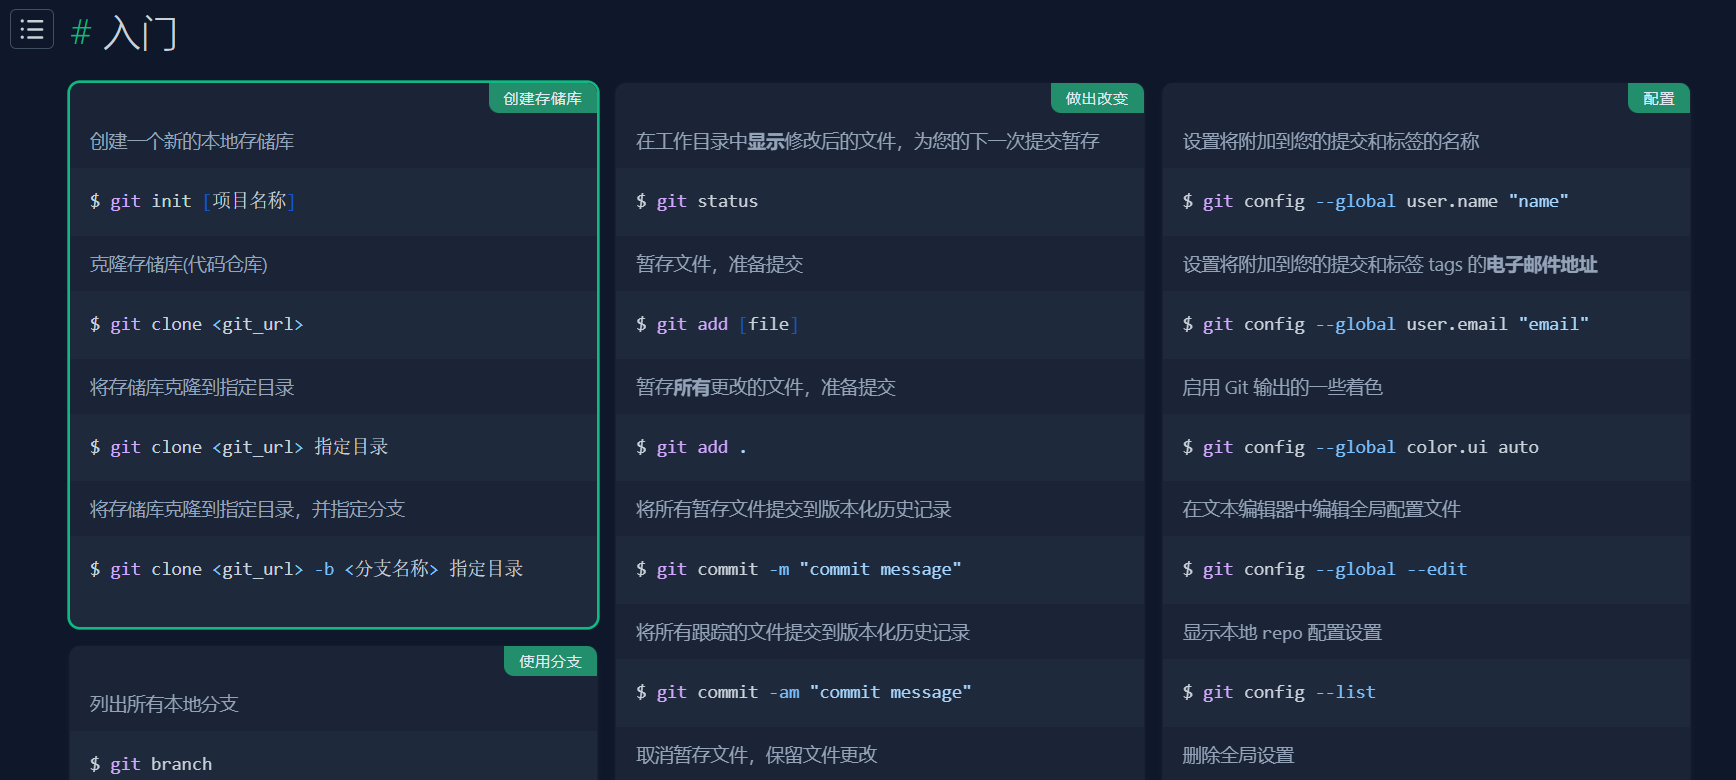 # 入门
创建存储库
创建一个新的本地存储库
$ git init [项目名称]
克隆存储库(代码仓库)
$ git clone <git_url>
将存储库克隆到指定目录
$ git clone <git_url> 指定目录
将存储库克隆到指定目录，并指定分支
$ git clone <git_url> -b <分支名称> 指定目录
使用分支
列出所有本地分支
$ git branch
做出改变
在工作目录中显示修改后的文件，为您的下一次提交暂存
$ git status
暂存文件，准备提交
$ git add [file]
暂存所有更改的文件，准备提交
$ git add .
将所有暂存文件提交到版本化历史记录
$ git commit -m "commit message"
将所有跟踪的文件提交到版本化历史记录
$ git commit -am "commit message"
取消暂存文件，保留文件更改
配置
设置将附加到您的提交和标签的名称
$ git config --global user.name "name"
设置将附加到您的提交和标签 tags 的电子邮件地址
$ git config --global user.email "email"
启用 Git 输出的一些着色
$ git config --global color.ui auto
在文本编辑器中编辑全局配置文件
$ git config --global --edit
显示本地 repo 配置设置
$ git config --list
删除全局设置